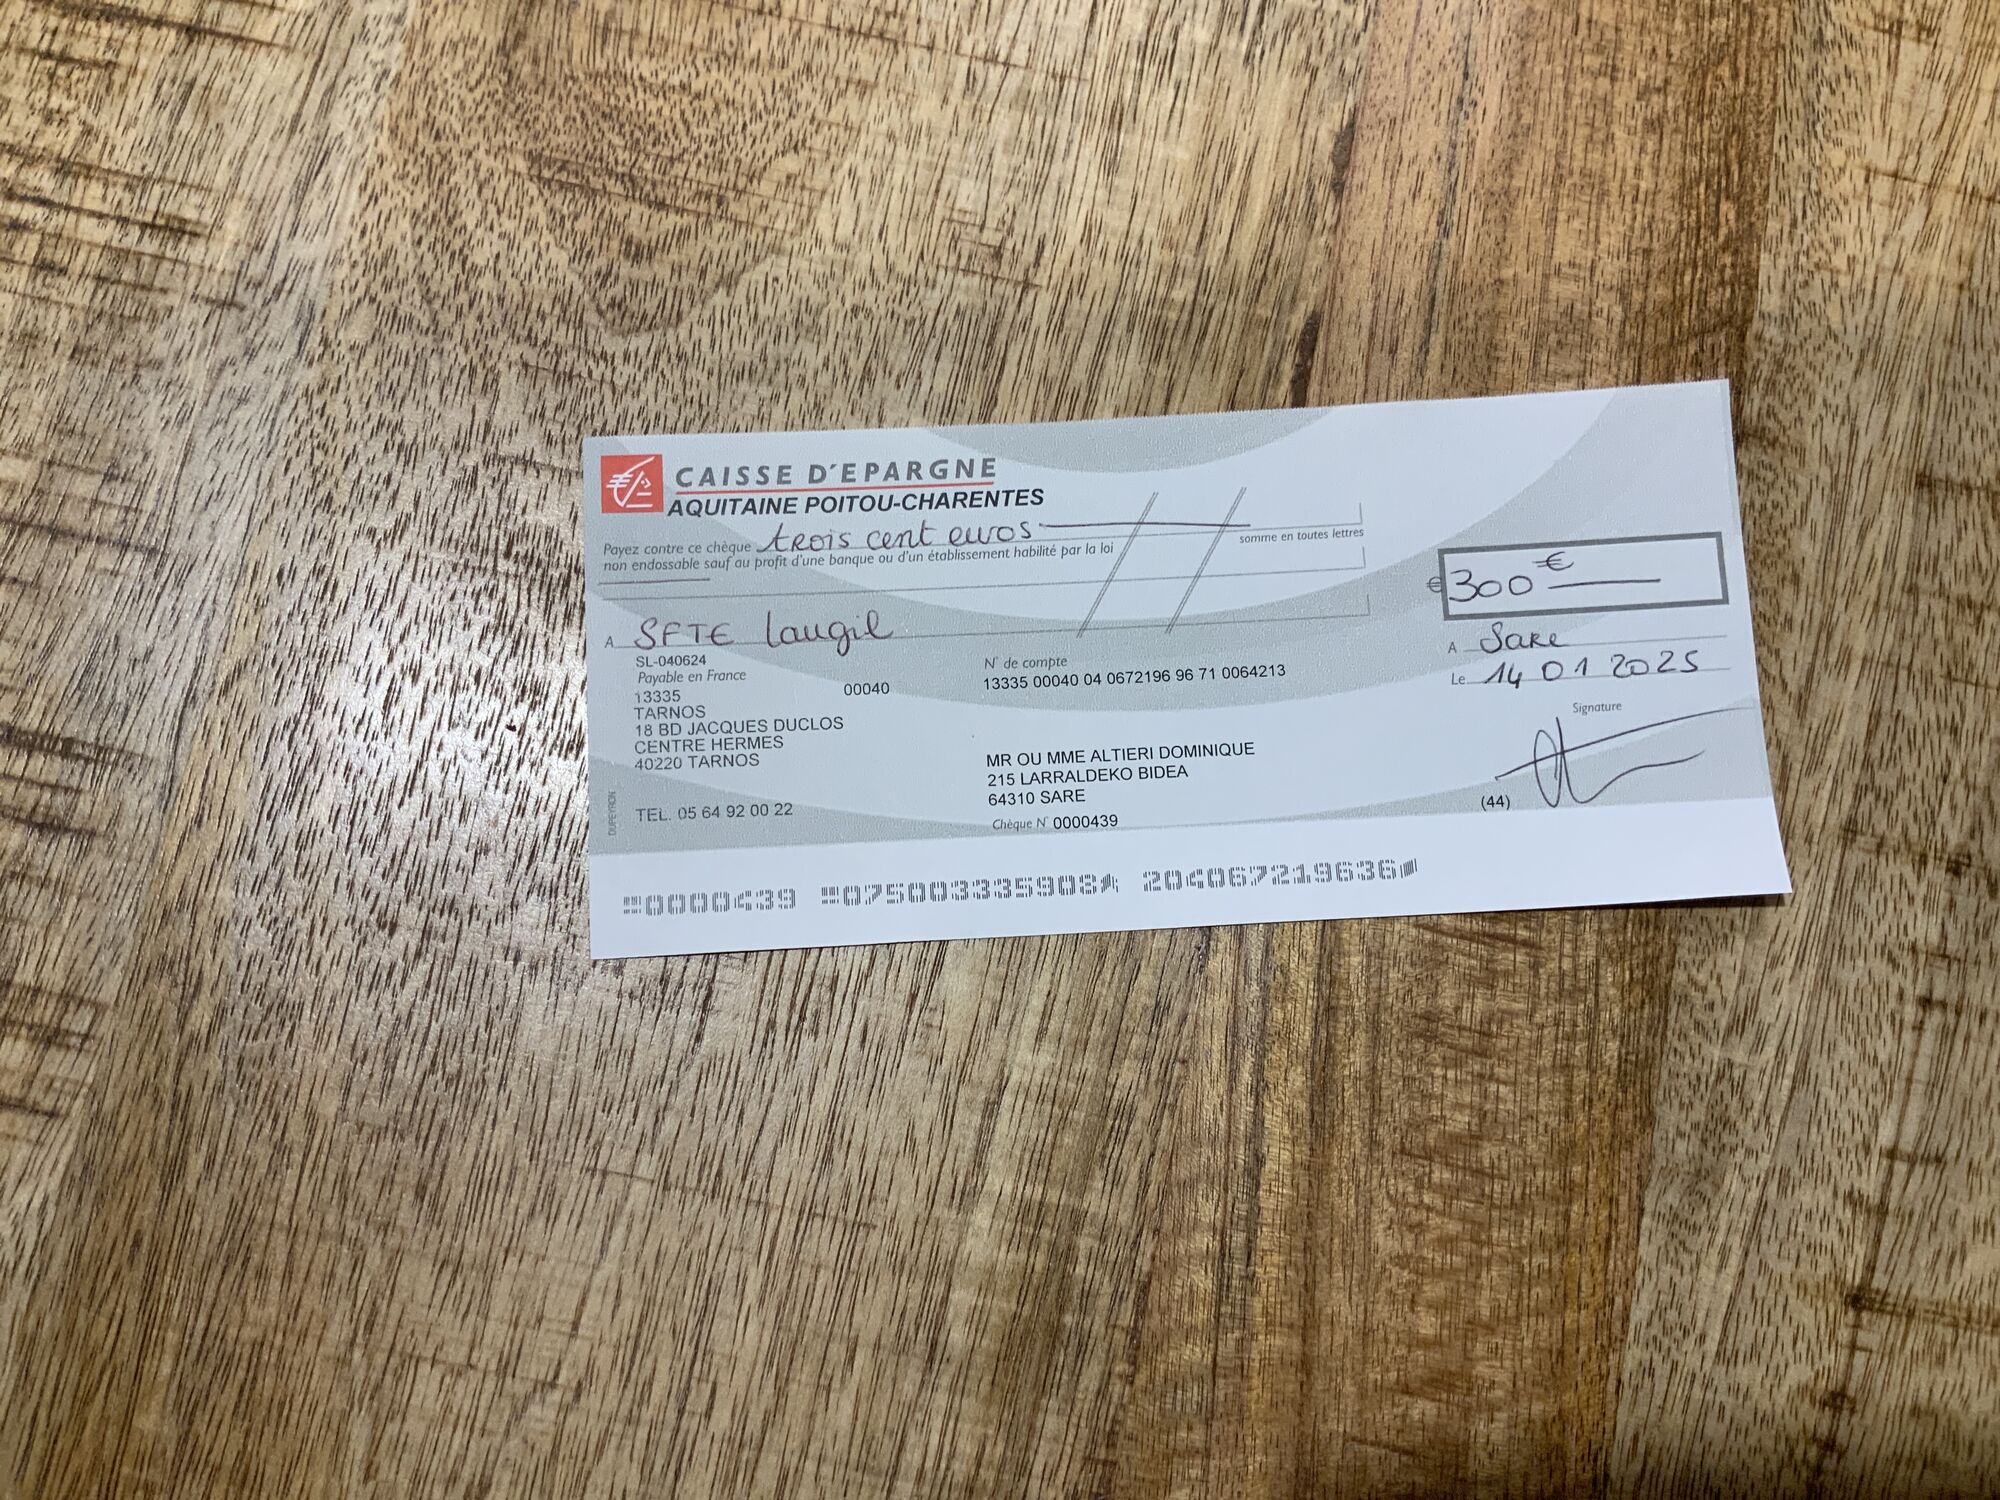 CAISSE D'EPARGNE
AQUITAINE POITOU-CHARENTES
Payez contre ce chèque trois cent euros
somme en toutes lettres
non endossable sauf au profit d'une banque ou d'un établissement habilité par la loi
€ 300 €
A SFTE Laugil
A Sare
Le 14 01 2025
SL-040624
Payable en France
13335 00040
TARNOS
18 BD JACQUES DUCLOS
CENTRE HERMES
40220 TARNOS
TEL. 05 64 92 00 22
N° de compte
13335 00040 04 0672196 96 71 0064213
MR OU MME ALTIERI DOMINIQUE
215 LARRALDEKO BIDEA
64310 SARE
Chèque N° 0000439
Signature
(44)
DUPEYRON
0000439 075003335908 204067219636